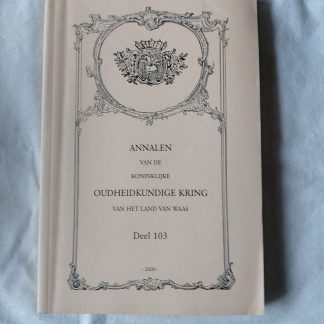 ANNALEN
VAN DE
KONINKLIJKE
OUDHEIDKUNDIGE KRING
VAN HET LAND VAN WAAS
Deel 103
- 2000 -